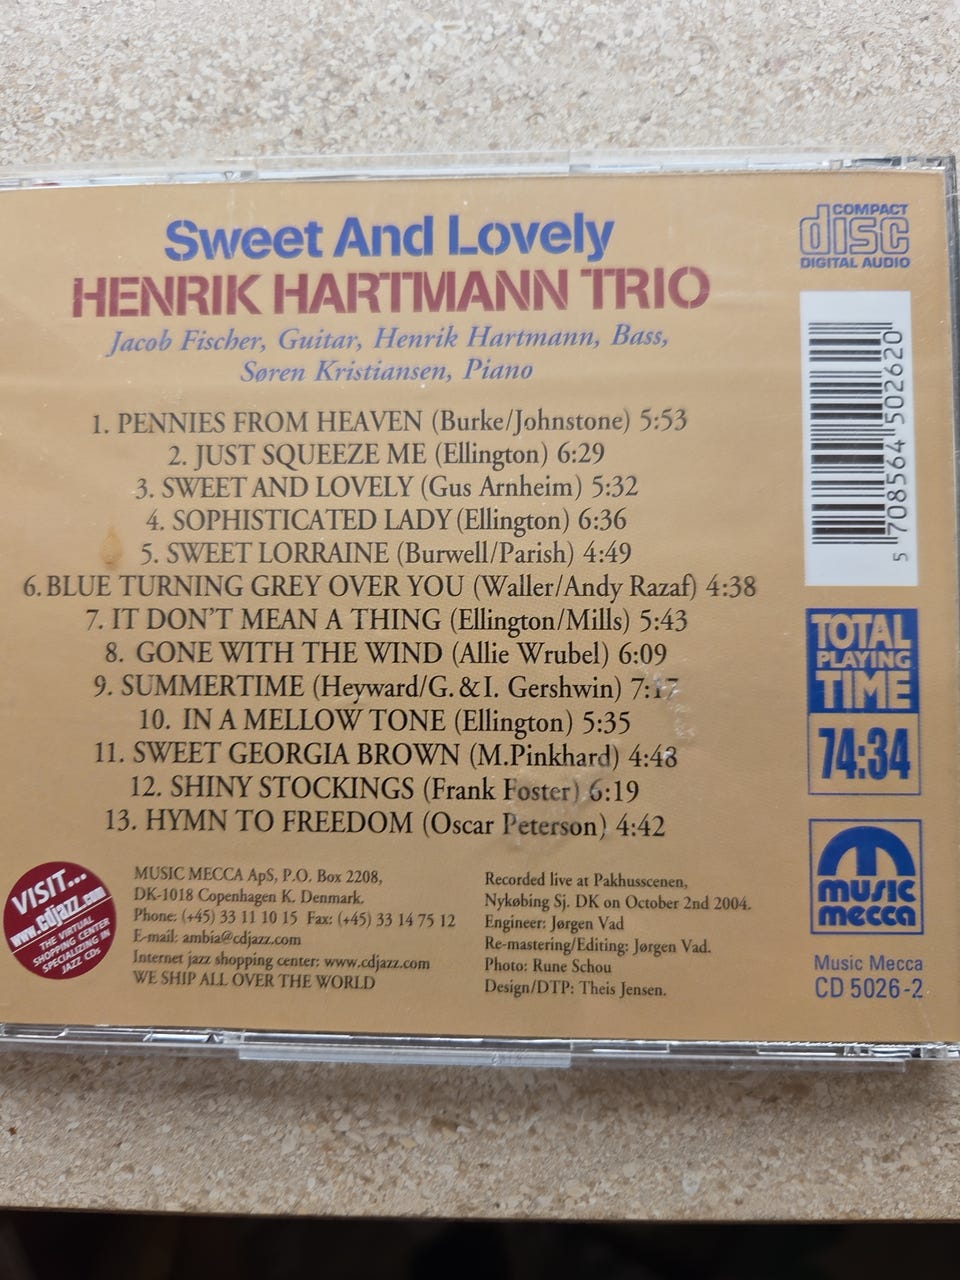 Sweet And Lovely
HENRIK HARTMANN TRIO
Jacob Fischer, Guitar, Henrik Hartmann, Bass,
Søren Kristiansen, Piano
1. PENNIES FROM HEAVEN (Burke/Johnstone) 5:53
2. JUST SQUEEZE ME (Ellington) 6:29
3. SWEET AND LOVELY (Gus Arnheim) 5:32
4. SOPHISTICATED LADY (Ellington) 6:36
5. SWEET LORRAINE (Burwell/Parish) 4:49
6. BLUE TURNING GREY OVER YOU (Waller/Andy Razaf) 4:38
7. IT DON'T MEAN A THING (Ellington/Mills) 5:43
8. GONE WITH THE WIND (Allie Wrubel) 6:09
9. SUMMERTIME (Heyward/G. & I. Gershwin) 7:17
10. IN A MELLOW TONE (Ellington) 5:35
11. SWEET GEORGIA BROWN (M.Pinkhard) 4:48
12. SHINY STOCKINGS (Frank Foster) 6:19
13. HYMN TO FREEDOM (Oscar Peterson) 4:42
VISIT...
www.cdjazz.com
THE VIRTUAL
SHOPPING CENTER
SPECIALIZING IN
JAZZ CDs
MUSIC MECCA ApS, P.O. Box 2208,
DK-1018 Copenhagen K. Denmark.
Phone: (+45) 33 11 10 15 Fax: (+45) 33 14 75 12
E-mail: ambia@cdjazz.com
Internet jazz shopping center: www.cdjazz.com
WE SHIP ALL OVER THE WORLD
Recorded live at Pakhusscenen,
Nykøbing Sj. DK on October 2nd 2004.
Engineer: Jørgen Vad
Re-mastering/Editing: Jørgen Vad.
Photo: Rune Schou
Design/DTP: Theis Jensen.
COMPACT
disc
DIGITAL AUDIO
5 708564 502620
TOTAL
PLAYING
TIME
74:34
music
mecca
Music Mecca
CD 5026-2